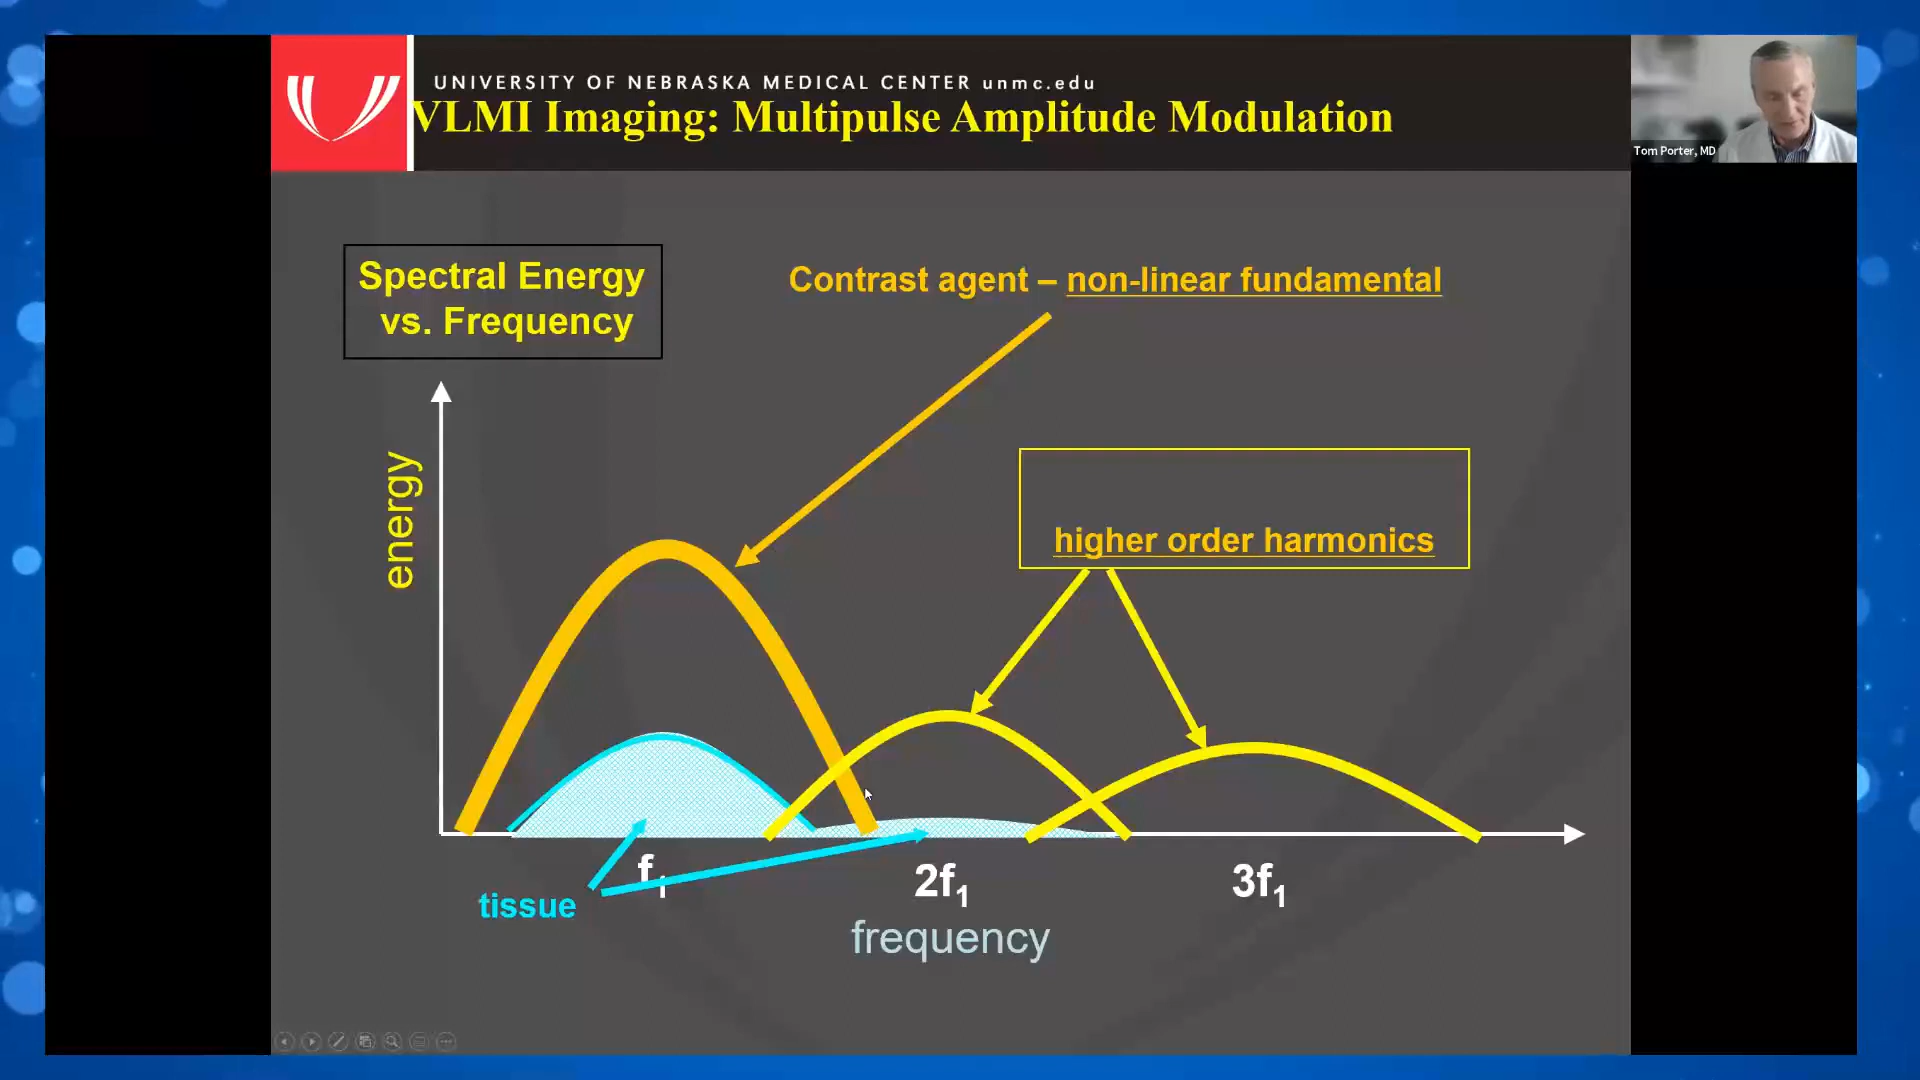 UNIVERSITY OF NEBRASKA MEDICAL CENTER unmc.edu
VLMI Imaging: Multipulse Amplitude Modulation
Tom Porter, MD
Spectral Energy
vs. Frequency
Contrast agent – non-linear fundamental
energy
higher order harmonics
f1
2f1
3f1
tissue
frequency